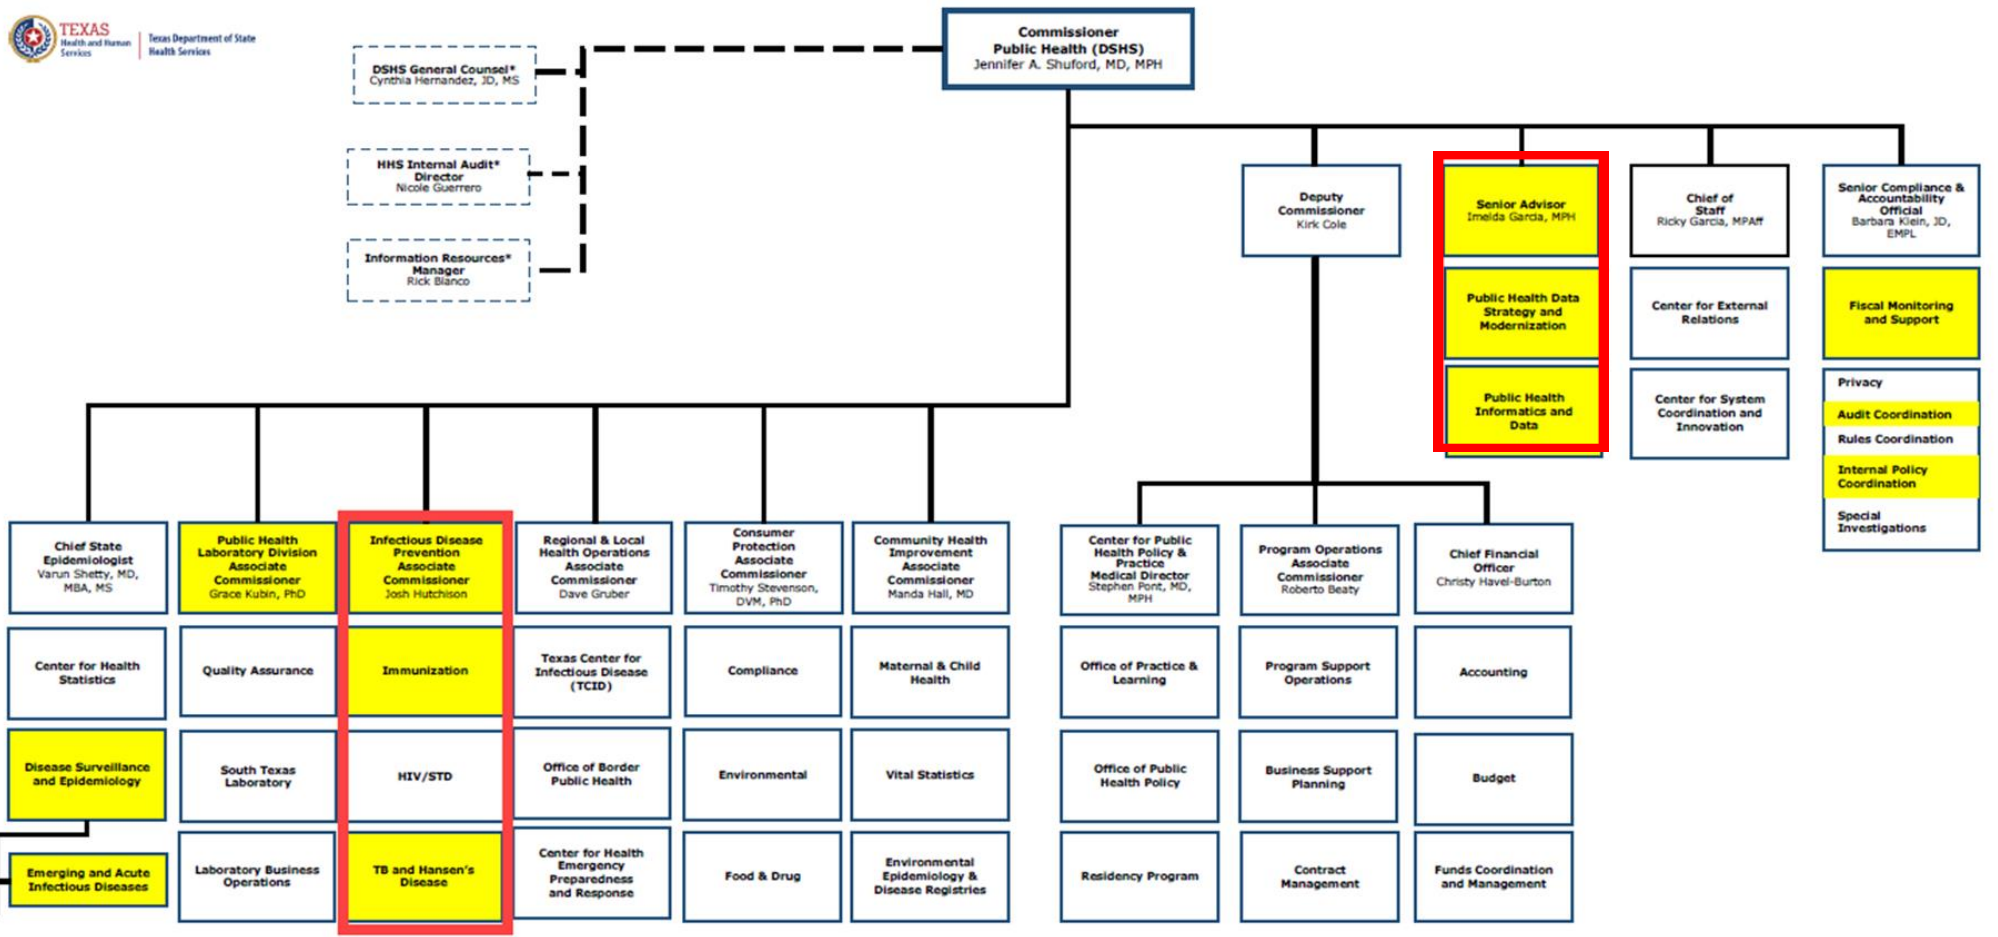 TEXAS
Health and Human
Services
Texas Department of State
Health Services
Commissioner
Public Health (DSHS)
Jennifer A. Shuford, MD, MPH
DSHS General Counsel*
Cynthia Hernandez, JD, MS
HHS Internal Audit*
Director
Nicole Guerrero
Information Resources*
Manager
Rick Blanco
Deputy
Commissioner
Kirk Cole
Senior Advisor
Imelda Garcia, MPH
Public Health Data
Strategy and
Modernization
Public Health
Informatics and
Data
Chief of
Staff
Ricky Garcia, MPAff
Center for External
Relations
Center for System
Coordination and
Innovation
Senior Compliance &
Accountability
Official
Barbara Klein, JD,
EMPL
Fiscal Monitoring
and Support
Privacy
Audit Coordination
Rules Coordination
Internal Policy
Coordination
Special
Investigations
Chief State
Epidemiologist
Varun Shetty, MD,
MBA, MS
Center for Health
Statistics
Disease Surveillance
and Epidemiology
Emerging and Acute
Infectious Diseases
Public Health
Laboratory Division
Associate
Commissioner
Grace Kubin, PhD
Quality Assurance
South Texas
Laboratory
Laboratory Business
Operations
Infectious Disease
Prevention
Associate
Commissioner
Josh Hutchison
Immunization
HIV/STD
TB and Hansen's
Disease
Regional & Local
Health Operations
Associate
Commissioner
Dave Gruber
Texas Center for
Infectious Disease
(TCID)
Office of Border
Public Health
Center for Health
Emergency
Preparedness
and Response
Consumer
Protection
Associate
Commissioner
Timothy Stevenson,
DVM, PhD
Compliance
Environmental
Food & Drug
Community Health
Improvement
Associate
Commissioner
Manda Hall, MD
Maternal & Child
Health
Vital Statistics
Environmental
Epidemiology &
Disease Registries
Center for Public
Health Policy &
Practice
Medical Director
Stephen Pont, MD,
MPH
Office of Practice &
Learning
Office of Public
Health Policy
Residency Program
Program Operations
Associate
Commissioner
Roberto Beaty
Program Support
Operations
Business Support
Planning
Contract
Management
Chief Financial
Officer
Christy Havel-Burton
Accounting
Budget
Funds Coordination
and Management